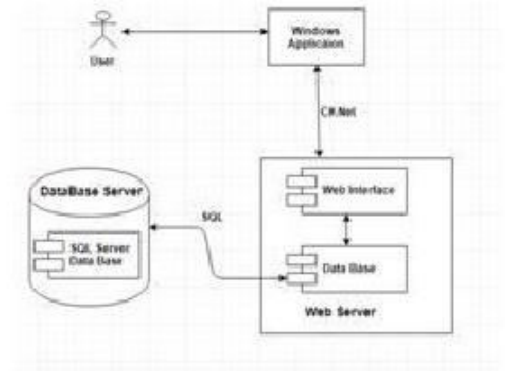 User
Windows
Application
C#.Net
DataBase Server
SQL Server
Data Base
SQL
Web Interface
Data Base
Web Server